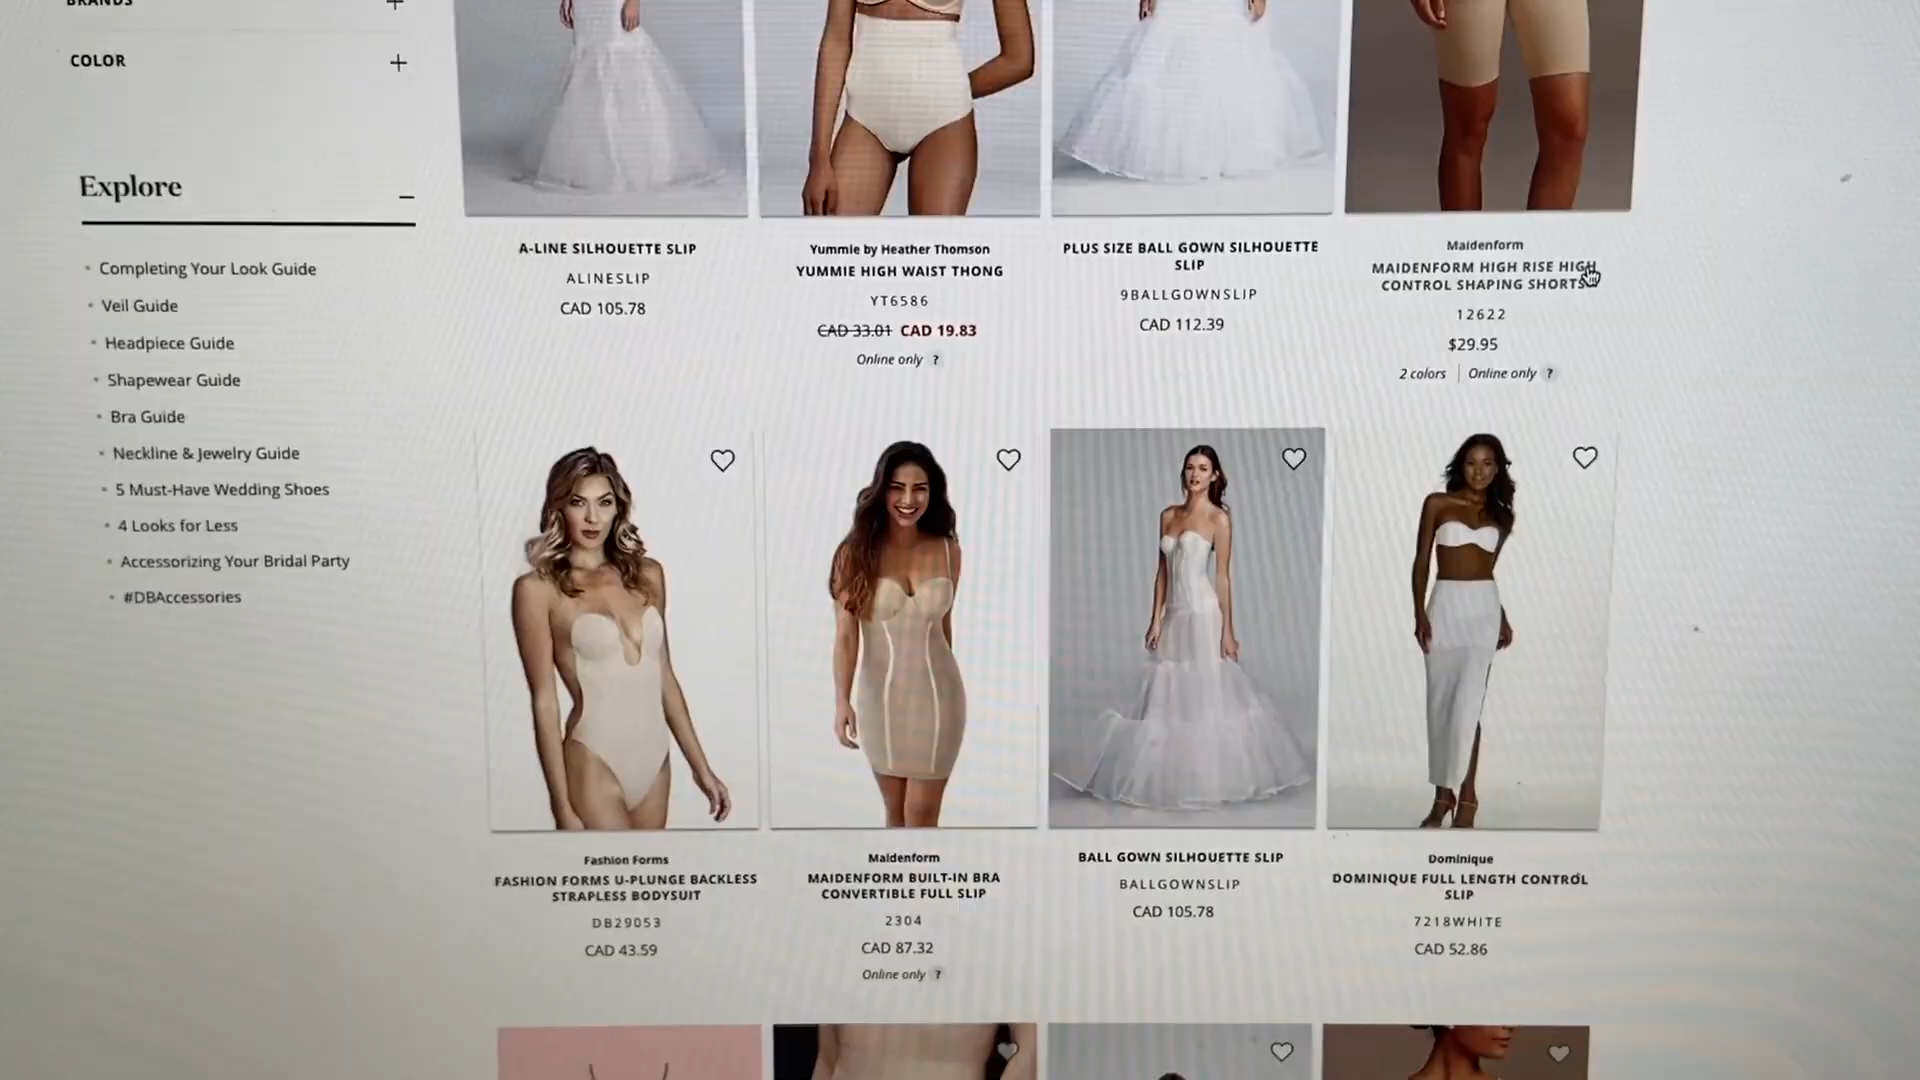 BRANDS
COLOR
Explore
Completing Your Look Guide
Veil Guide
Headpiece Guide
Shapewear Guide
Bra Guide
Neckline & Jewelry Guide
5 Must-Have Wedding Shoes
4 Looks for Less
Accessorizing Your Bridal Party
#DBAccessories
A-LINE SILHOUETTE SLIP
ALINESLIP
CAD 105.78
Yummie by Heather Thomson
YUMMIE HIGH WAIST THONG
YT6586
CAD 33.01 CAD 19.83
Online only ?
PLUS SIZE BALL GOWN SILHOUETTE
SLIP
9BALLGOWNSLIP
CAD 112.39
Maidenform
MAIDENFORM HIGH RISE HIGH
CONTROL SHAPING SHORTS
12622
$29.95
2 colors | Online only ?
Fashion Forms
FASHION FORMS U-PLUNGE BACKLESS
STRAPLESS BODYSUIT
DB29053
CAD 43.59
Maidenform
MAIDENFORM BUILT-IN BRA
CONVERTIBLE FULL SLIP
2304
CAD 87.32
Online only ?
BALL GOWN SILHOUETTE SLIP
BALLGOWNSLIP
CAD 105.78
Dominique
DOMINIQUE FULL LENGTH CONTROL
SLIP
7218WHITE
CAD 52.86